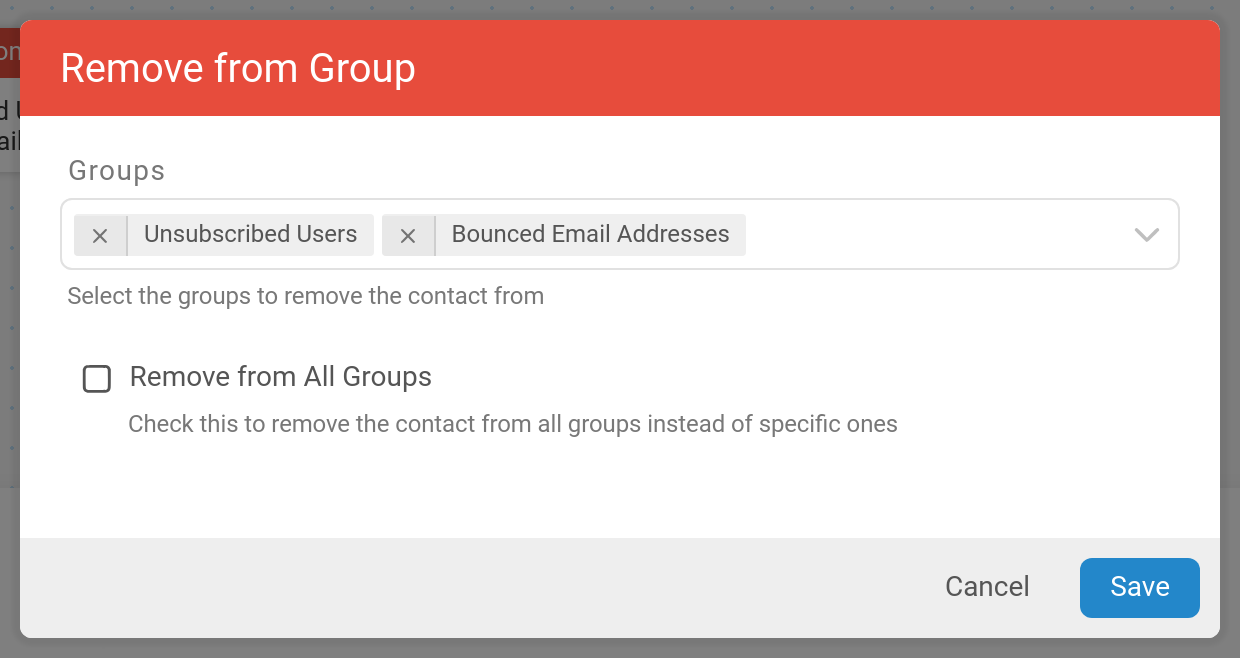 Remove from Group
Groups
Unsubscribed Users
Bounced Email Addresses
Select the groups to remove the contact from
Remove from All Groups
Check this to remove the contact from all groups instead of specific ones
Cancel
Save